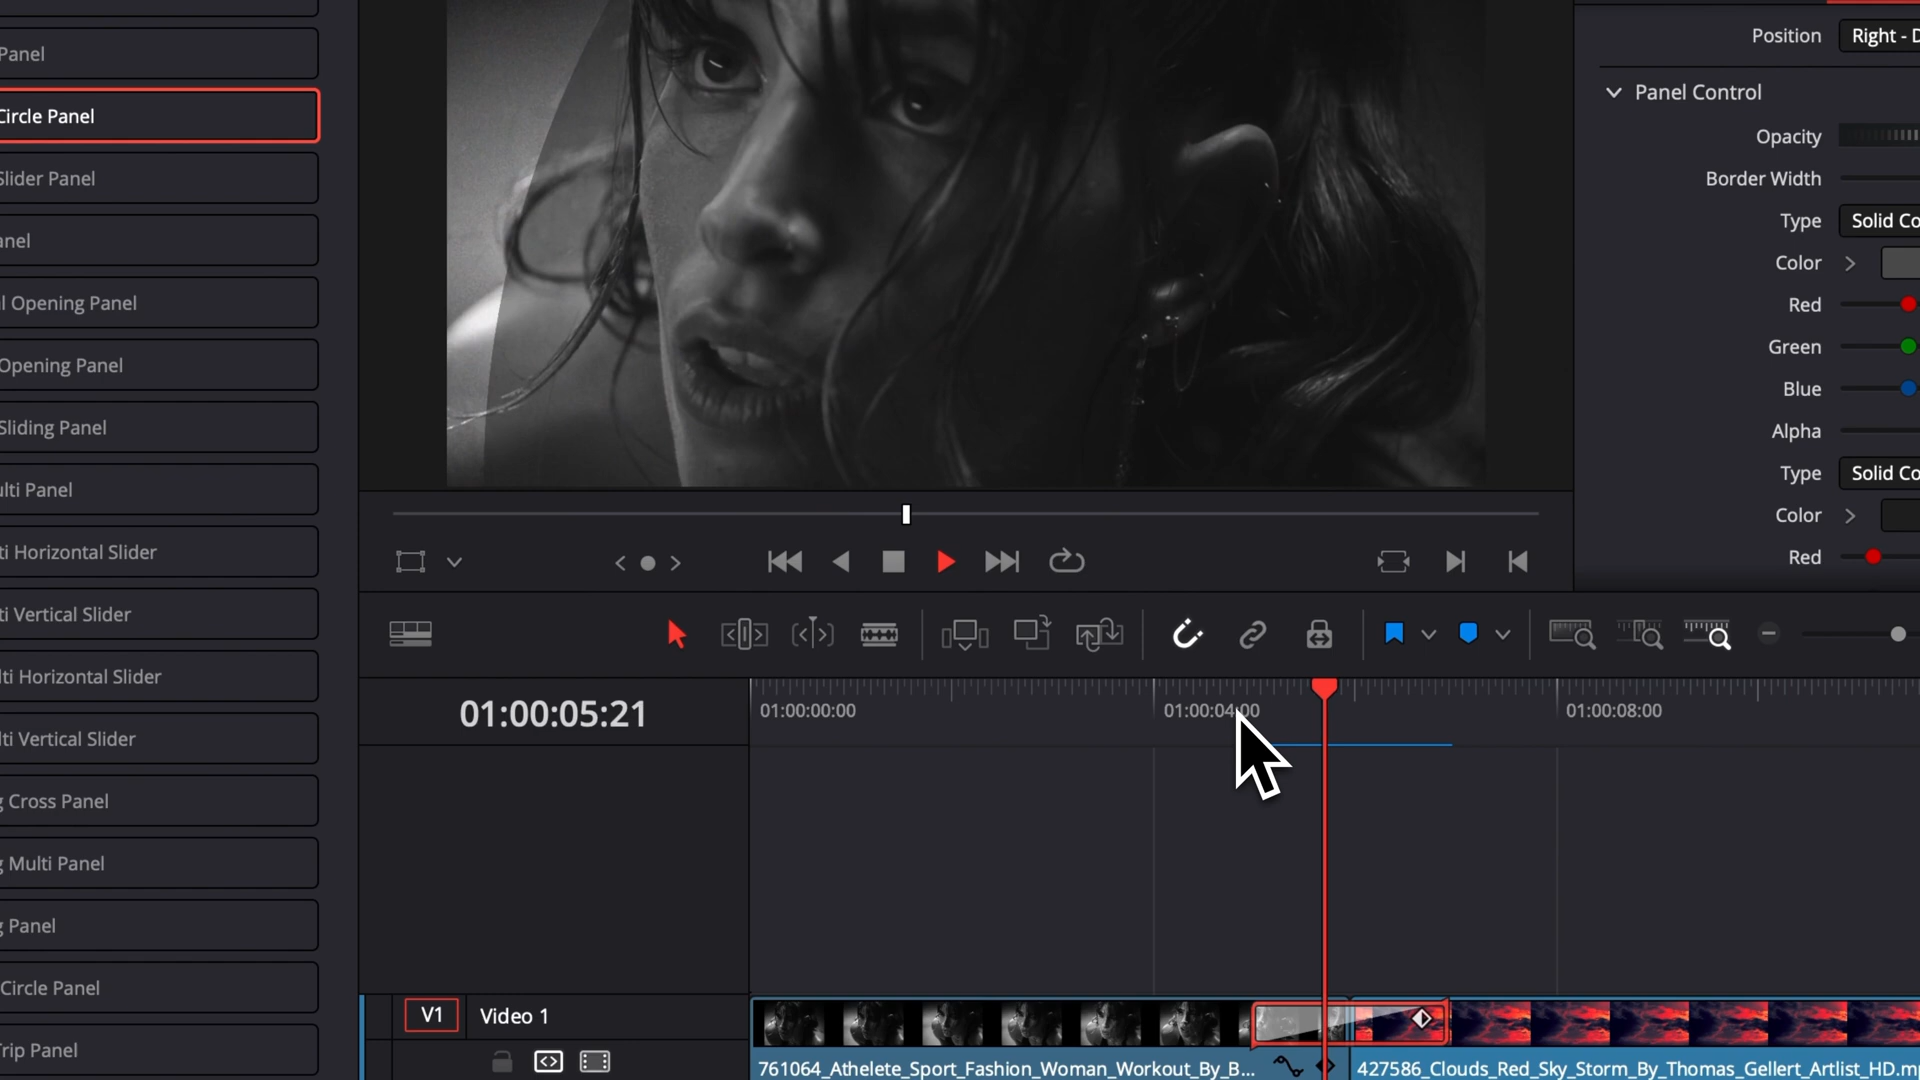 Panel
Circle Panel
Slider Panel
anel
l Opening Panel
Opening Panel
Sliding Panel
ulti Panel
ti Horizontal Slider
ti Vertical Slider
lti Horizontal Slider
lti Vertical Slider
g Cross Panel
g Multi Panel
g Panel
Circle Panel
trip Panel
Position
Right - D
Panel Control
Opacity
Border Width
Type
Solid Co
Color
Red
Green
Blue
Alpha
Type
Solid Co
Color
Red
01:00:05:21
01:00:00:00
01:00:04:00
01:00:08:00
V1
Video 1
761064_Athelete_Sport_Fashion_Woman_Workout_By_B...
427586_Clouds_Red_Sky_Storm_By_Thomas_Gellert_Artlist_HD.m